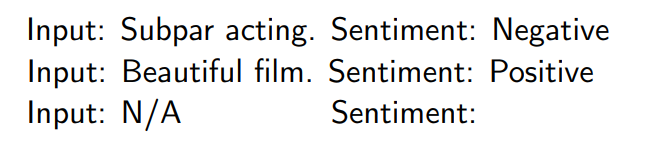 Input: Subpar acting. Sentiment: Negative
Input: Beautiful film. Sentiment: Positive
Input: N/A Sentiment: